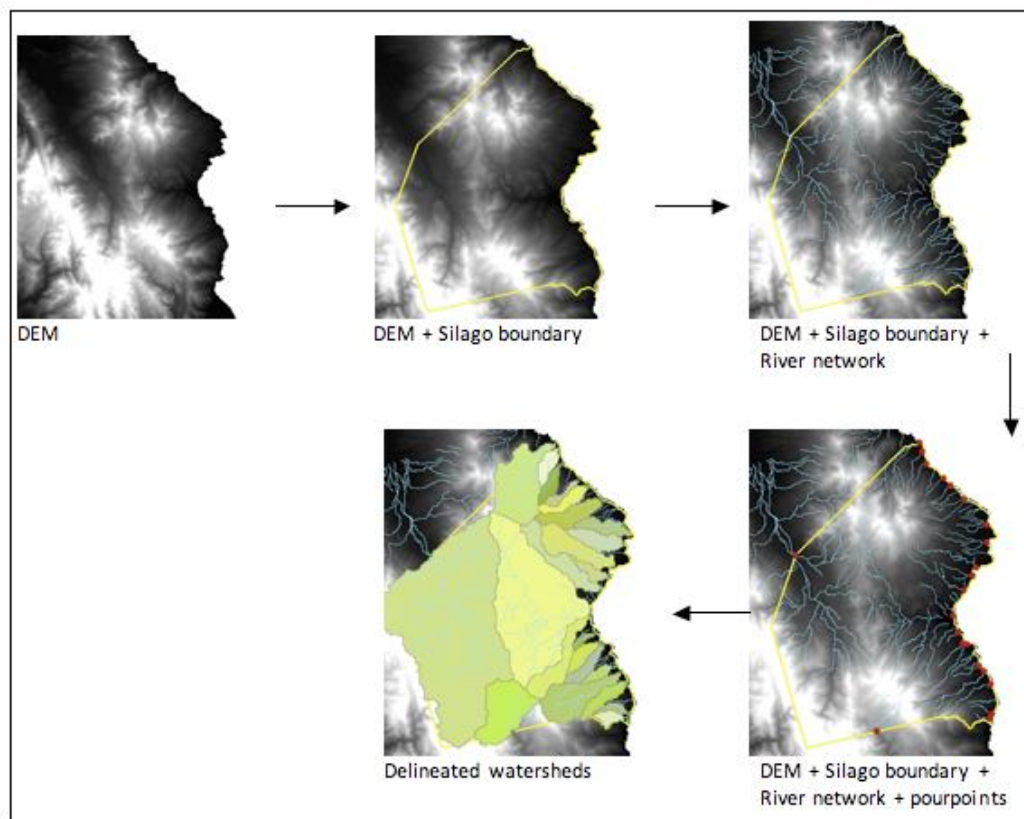 DEM
DEM + Silago boundary
DEM + Silago boundary +
River network
Delineated watersheds
DEM + Silago boundary +
River network + pourpoints